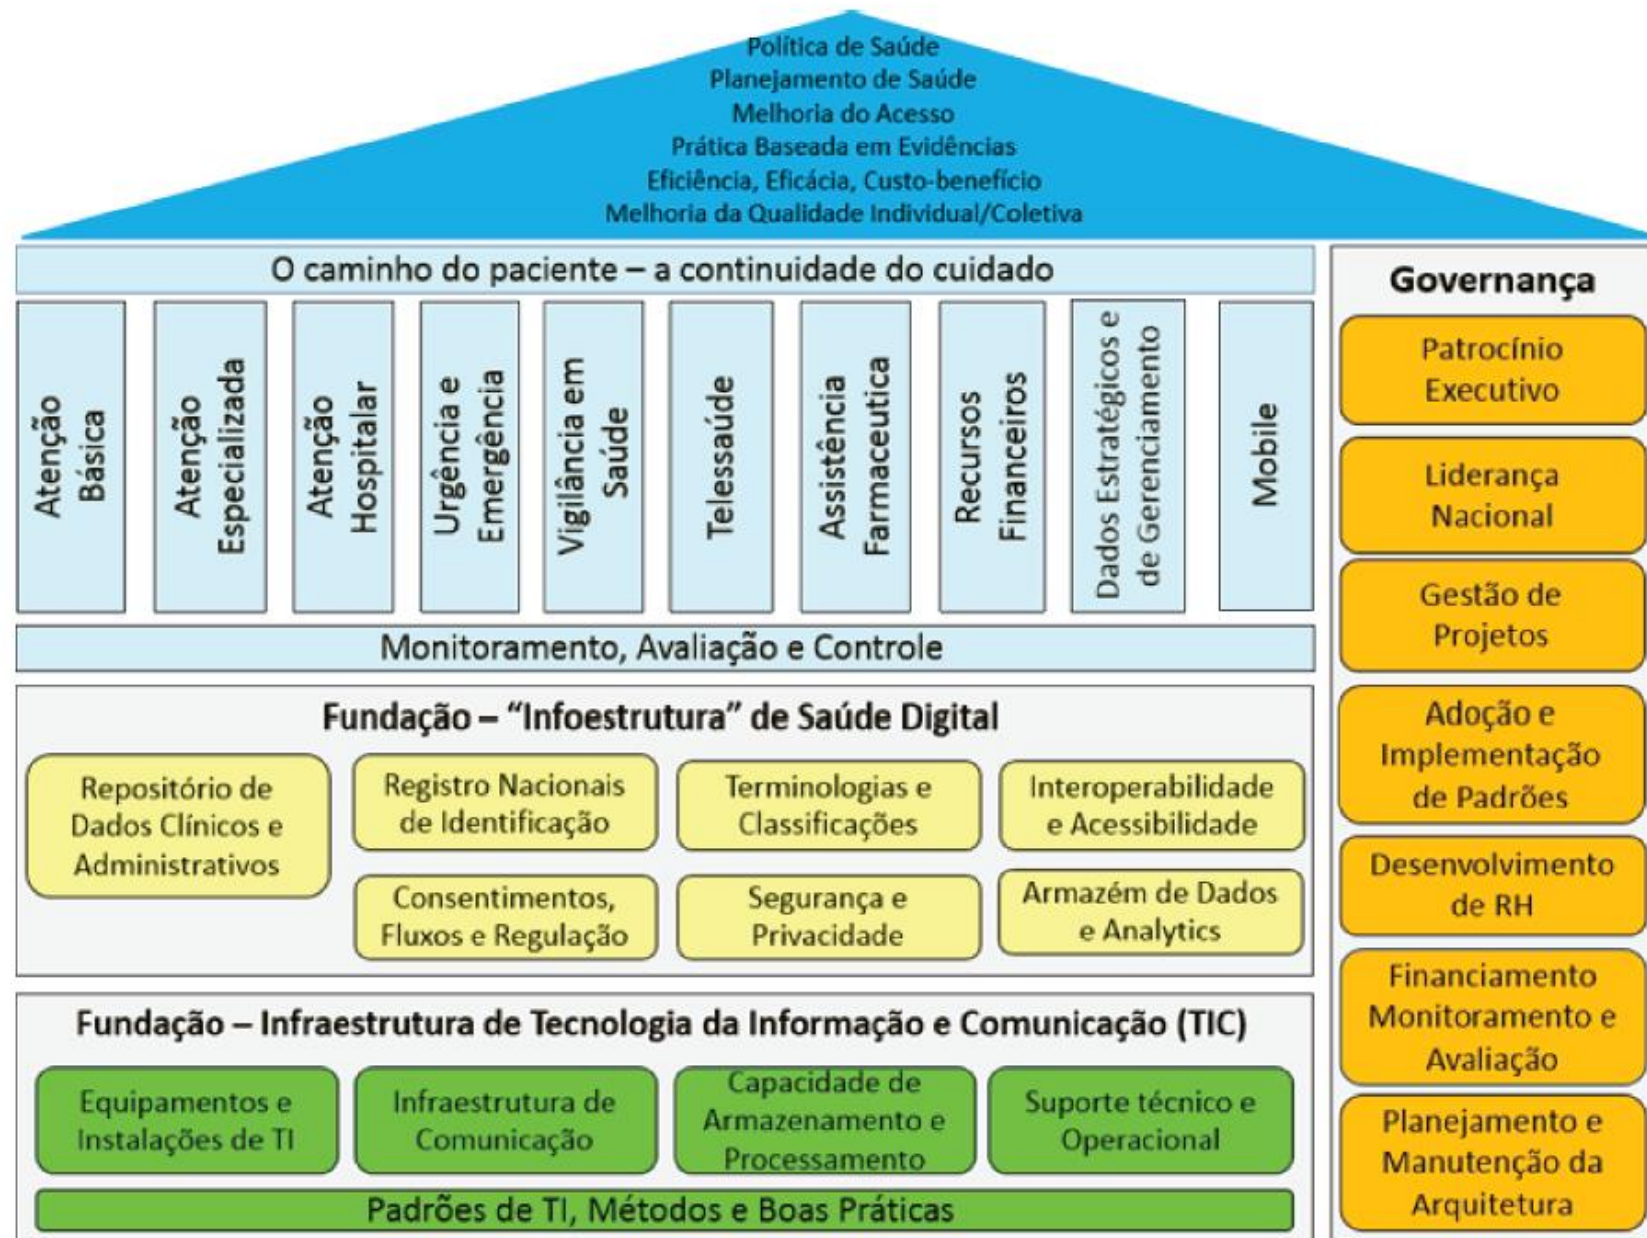 Política de Saúde
Planejamento de Saúde
Melhoria do Acesso
Prática Baseada em Evidências
Eficiência, Eficácia, Custo-benefício
Melhoria da Qualidade Individual/Coletiva
O caminho do paciente – a continuidade do cuidado
Atenção
Básica
Atenção
Especializada
Atenção
Hospitalar
Urgência e
Emergência
Vigilância em
Saúde
Telessaúde
Assistência
Farmaceutica
Recursos
Financeiros
Dados Estratégicos e
de Gerenciamento
Mobile
Monitoramento, Avaliação e Controle
Fundação – “Infoestrutura” de Saúde Digital
Repositório de
Dados Clínicos e
Administrativos
Registro Nacionais
de Identificação
Terminologias e
Classificações
Interoperabilidade
e Acessibilidade
Consentimentos,
Fluxos e Regulação
Segurança e
Privacidade
Armazém de Dados
e Analytics
Fundação – Infraestrutura de Tecnologia da Informação e Comunicação (TIC)
Equipamentos e
Instalações de TI
Infraestrutura de
Comunicação
Capacidade de
Armazenamento e
Processamento
Suporte técnico e
Operacional
Padrões de TI, Métodos e Boas Práticas
Governança
Patrocínio
Executivo
Liderança
Nacional
Gestão de
Projetos
Adoção e
Implementação
de Padrões
Desenvolvimento
de RH
Financiamento
Monitoramento e
Avaliação
Planejamento e
Manutenção da
Arquitetura